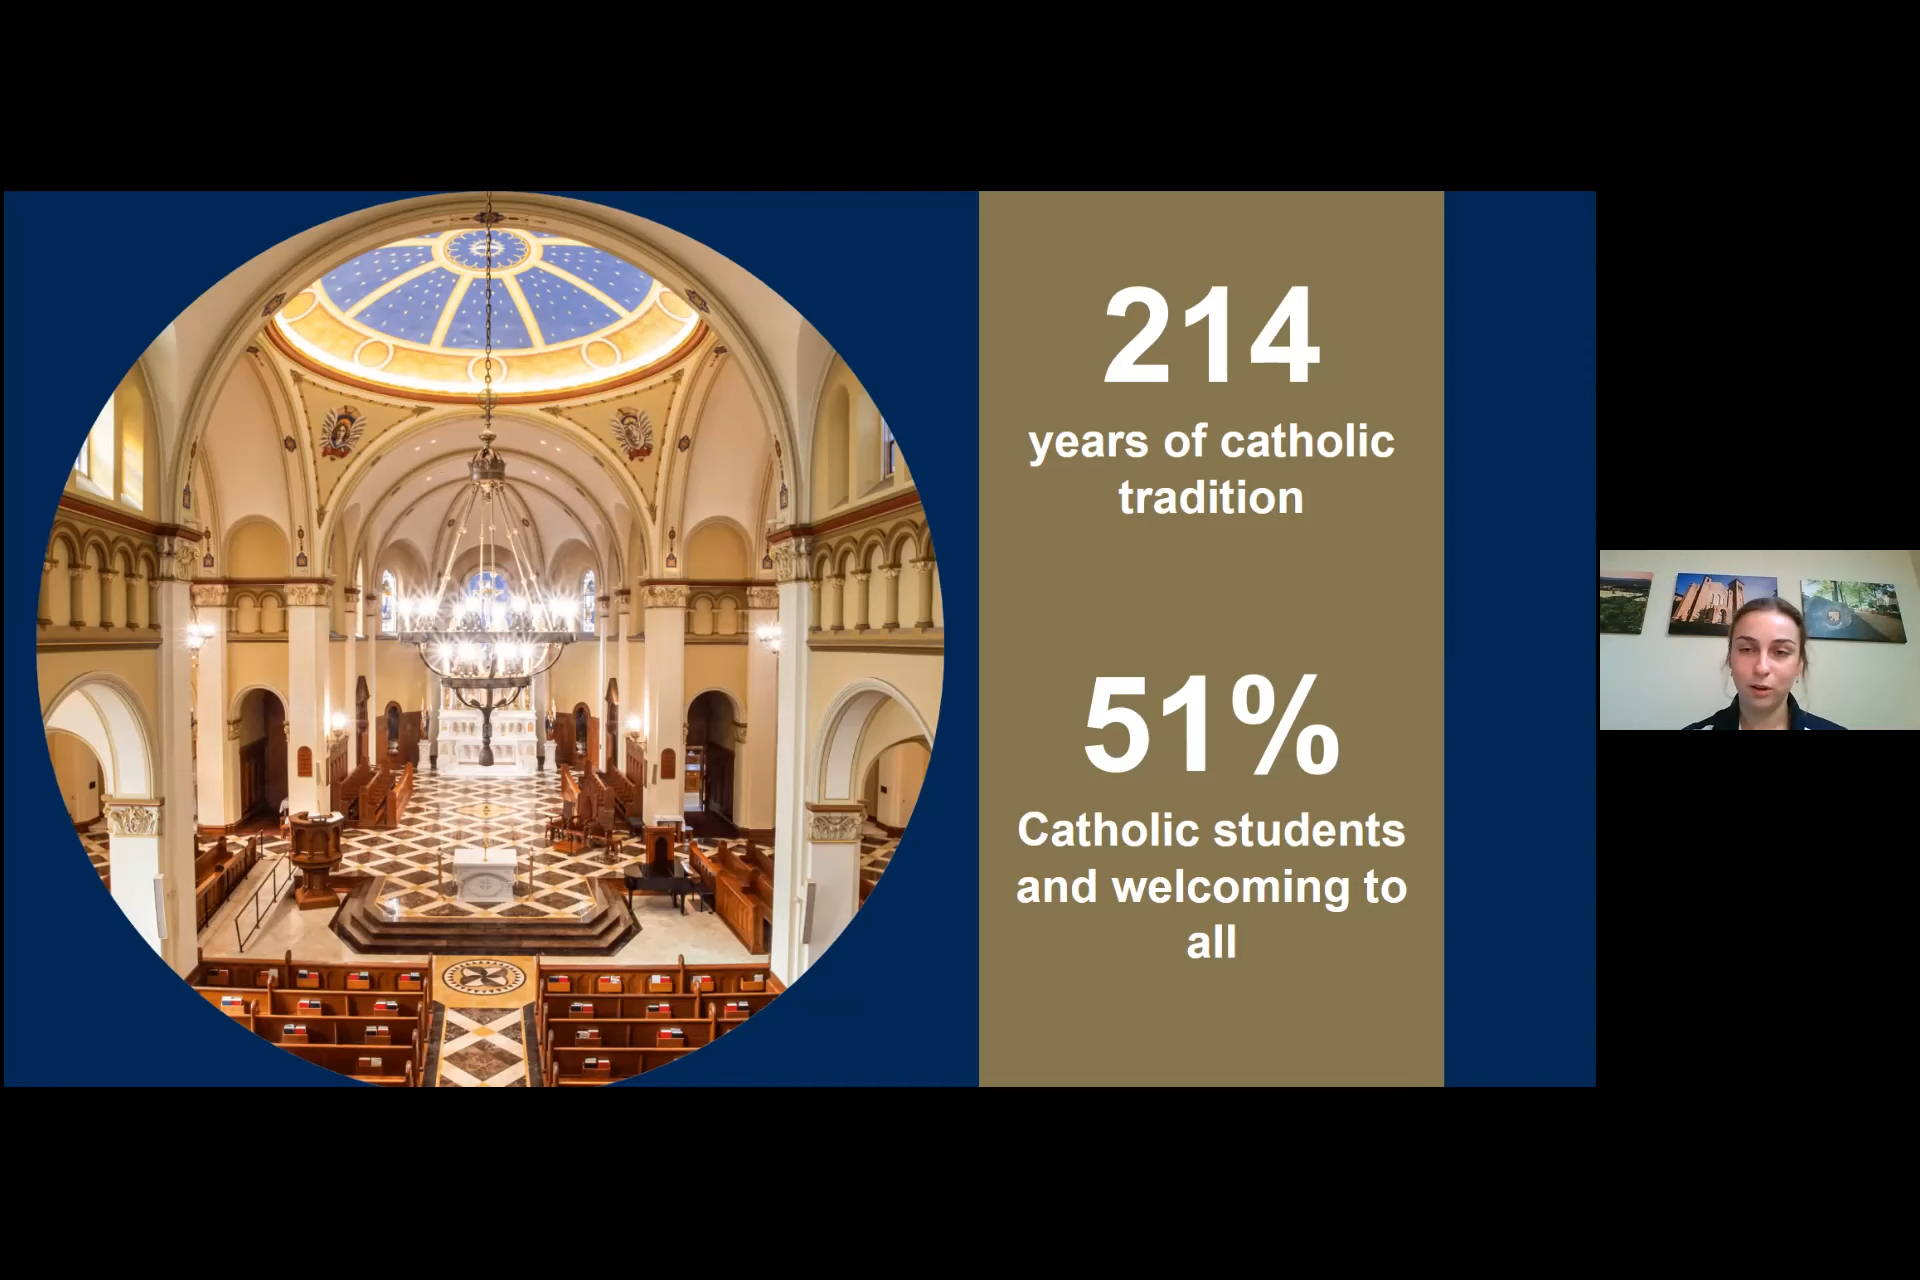 214
years of catholic
tradition
51%
Catholic students
and welcoming to
all